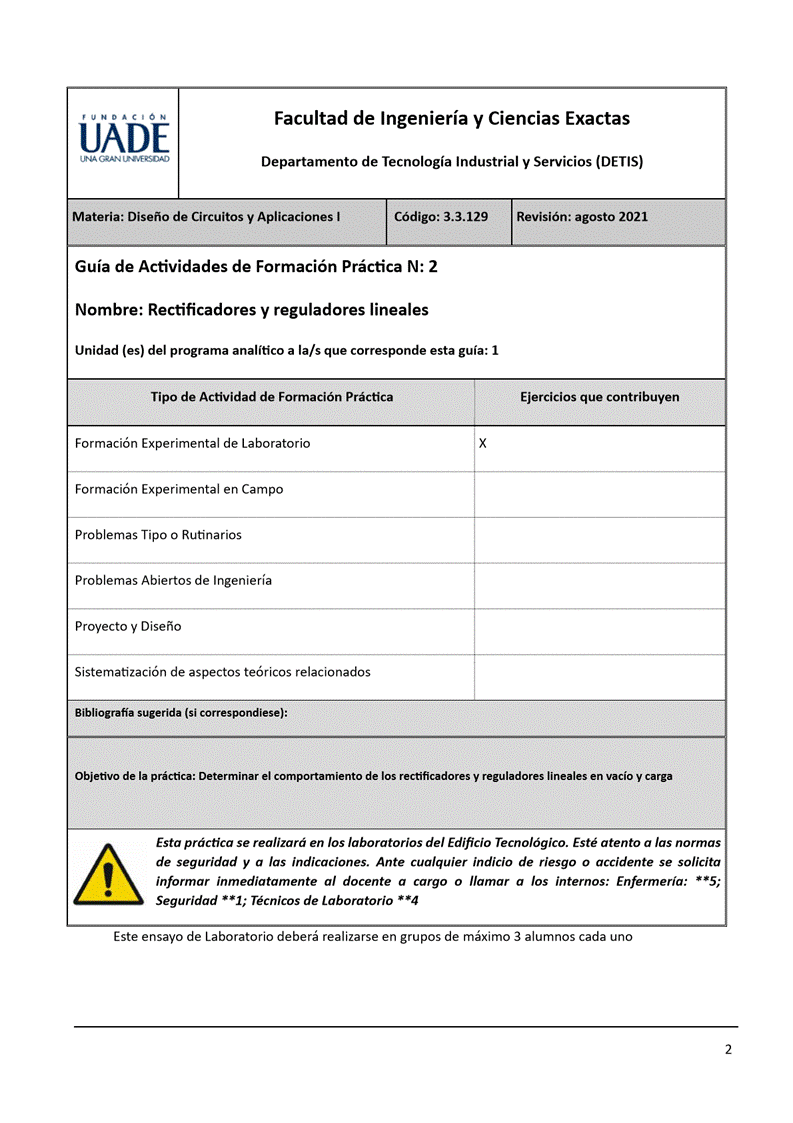 FUNDACIÓN
UADE
UNA GRAN UNIVERSIDAD
Facultad de Ingeniería y Ciencias Exactas
Departamento de Tecnología Industrial y Servicios (DETIS)
Materia: Diseño de Circuitos y Aplicaciones I
Código: 3.3.129
Revisión: agosto 2021
Guía de Actividades de Formación Práctica N: 2
Nombre: Rectificadores y reguladores lineales
Unidad (es) del programa analítico a la/s que corresponde esta guía: 1
Tipo de Actividad de Formación Práctica
Ejercicios que contribuyen
Formación Experimental de Laboratorio
X
Formación Experimental en Campo
Problemas Tipo o Rutinarios
Problemas Abiertos de Ingeniería
Proyecto y Diseño
Sistematización de aspectos teóricos relacionados
Bibliografía sugerida (si correspondiese):
Objetivo de la práctica: Determinar el comportamiento de los rectificadores y reguladores lineales en vacío y carga
Esta práctica se realizará en los laboratorios del Edificio Tecnológico. Esté atento a las normas
de seguridad y a las indicaciones. Ante cualquier indicio de riesgo o accidente se solicita
informar inmediatamente al docente a cargo o llamar a los internos: Enfermería: **5;
Seguridad **1; Técnicos de Laboratorio **4
Este ensayo de Laboratorio deberá realizarse en grupos de máximo 3 alumnos cada uno
2